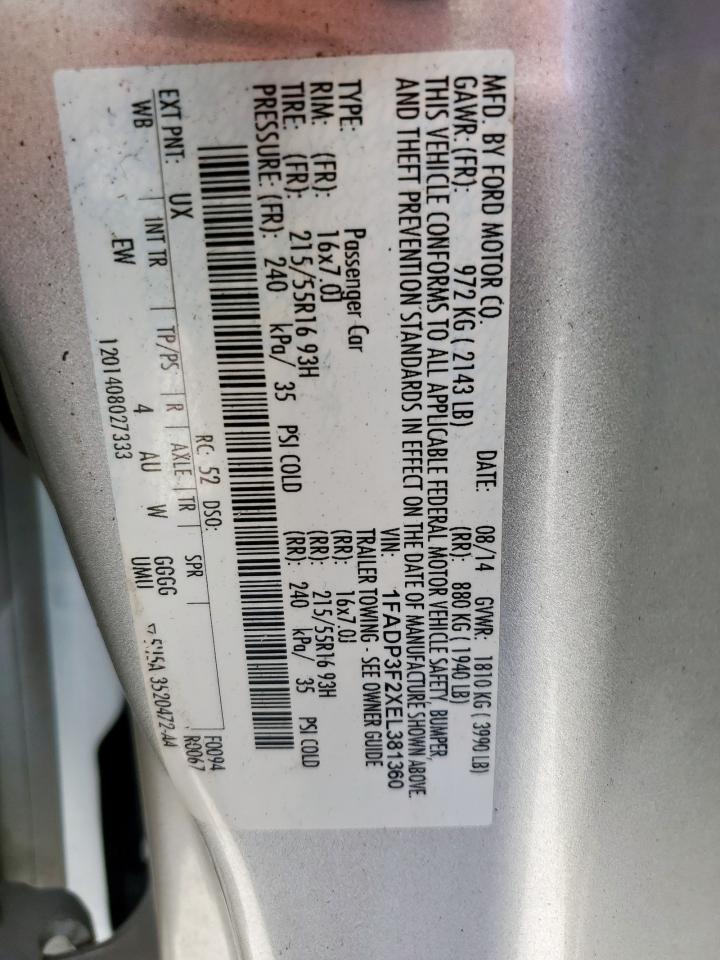 MFD. BY FORD MOTOR CO. DATE: 08/14 GVWR: 1810 KG ( 3990 LB)
GAWR: (FR): 972 KG ( 2143 LB) (RR): 880 KG ( 1940 LB)
THIS VEHICLE CONFORMS TO ALL APPLICABLE FEDERAL MOTOR VEHICLE SAFETY, BUMPER,
AND THEFT PREVENTION STANDARDS IN EFFECT ON THE DATE OF MANUFACTURE SHOWN ABOVE.
VIN: 1FADP3F2XEL381360
TYPE: Passenger Car TRAILER TOWING - SEE OWNER GUIDE
RIM: (FR): 16x7.0J (RR): 16x7.0J
TIRE: (FR): 215/55R16 93H (RR): 215/55R16 93H
PRESSURE: (FR): 240 kPa/ 35 PSI COLD (RR): 240 kPa/ 35 PSI COLD
RC: 52 DSO: F0094
EXT PNT: UX R0067
WB | INT TR | TP/PS | R | AXLE | TR | SPR |
EW 4 AU W GGGG
UMU
1201408027333 3520472-AA